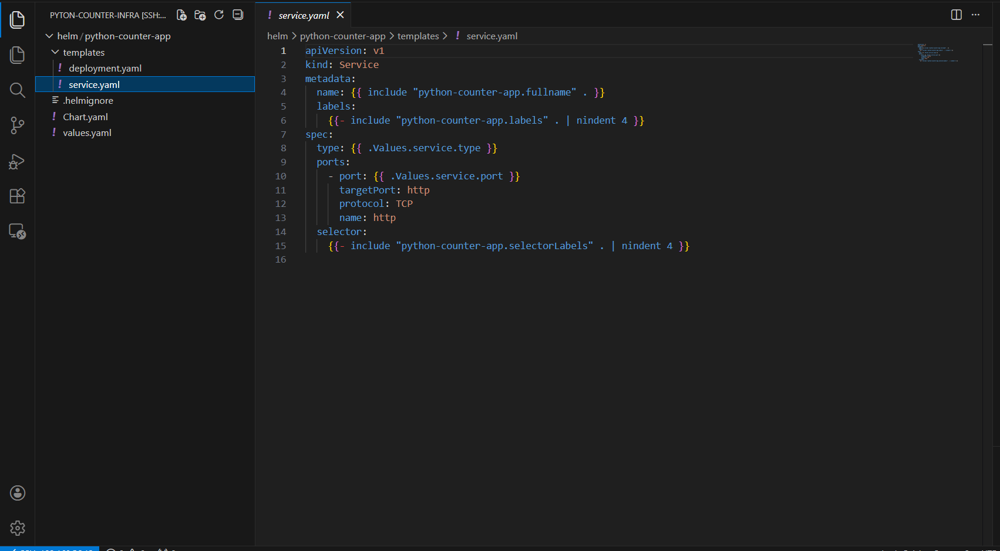 PYTON-COUNTER-INFRA [SSH:...
helm / python-counter-app
templates
! deployment.yaml
! service.yaml
.helmignore
! Chart.yaml
! values.yaml
! service.yaml
helm > python-counter-app > templates > ! service.yaml
1 apiVersion: v1
2 kind: Service
3 metadata:
4   name: {{ include "python-counter-app.fullname" . }}
5   labels:
6     {{- include "python-counter-app.labels" . | nindent 4 }}
7 spec:
8   type: {{ .Values.service.type }}
9   ports:
10     - port: {{ .Values.service.port }}
11       targetPort: http
12       protocol: TCP
13       name: http
14   selector:
15     {{- include "python-counter-app.selectorLabels" . | nindent 4 }}
16